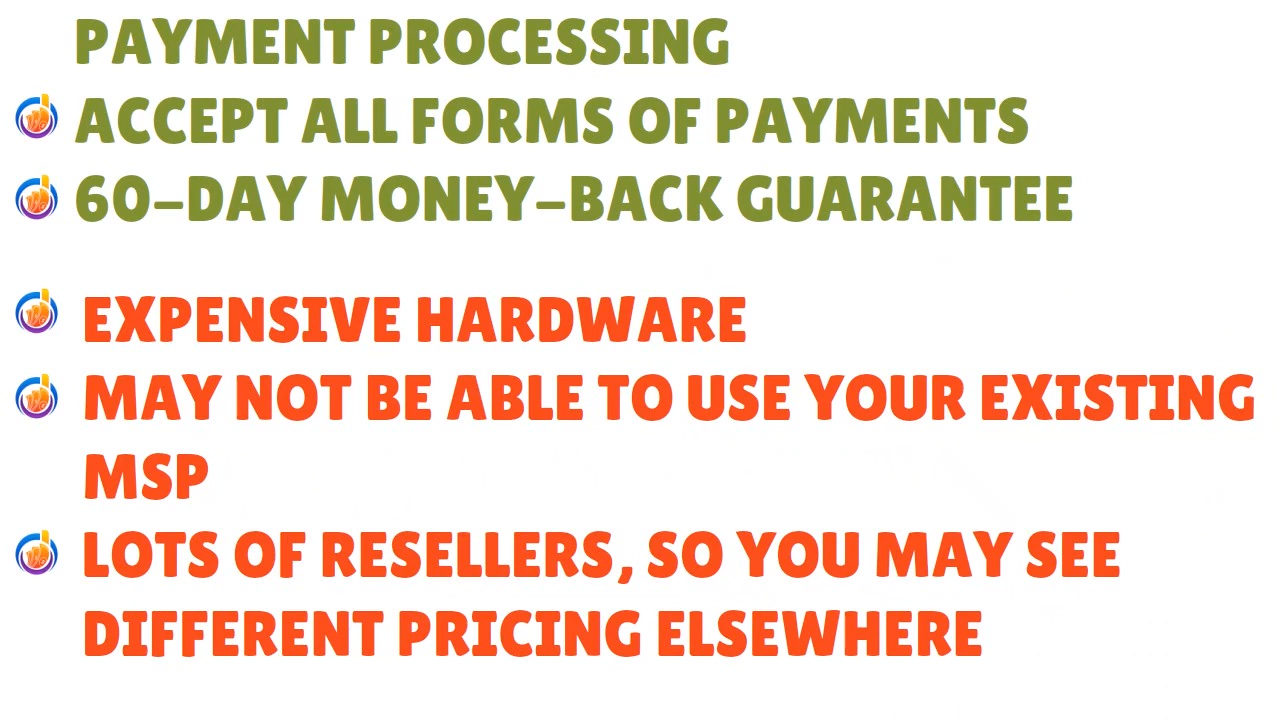 PAYMENT PROCESSING
ACCEPT ALL FORMS OF PAYMENTS
60-DAY MONEY-BACK GUARANTEE
EXPENSIVE HARDWARE
MAY NOT BE ABLE TO USE YOUR EXISTING
MSP
LOTS OF RESELLERS, SO YOU MAY SEE
DIFFERENT PRICING ELSEWHERE